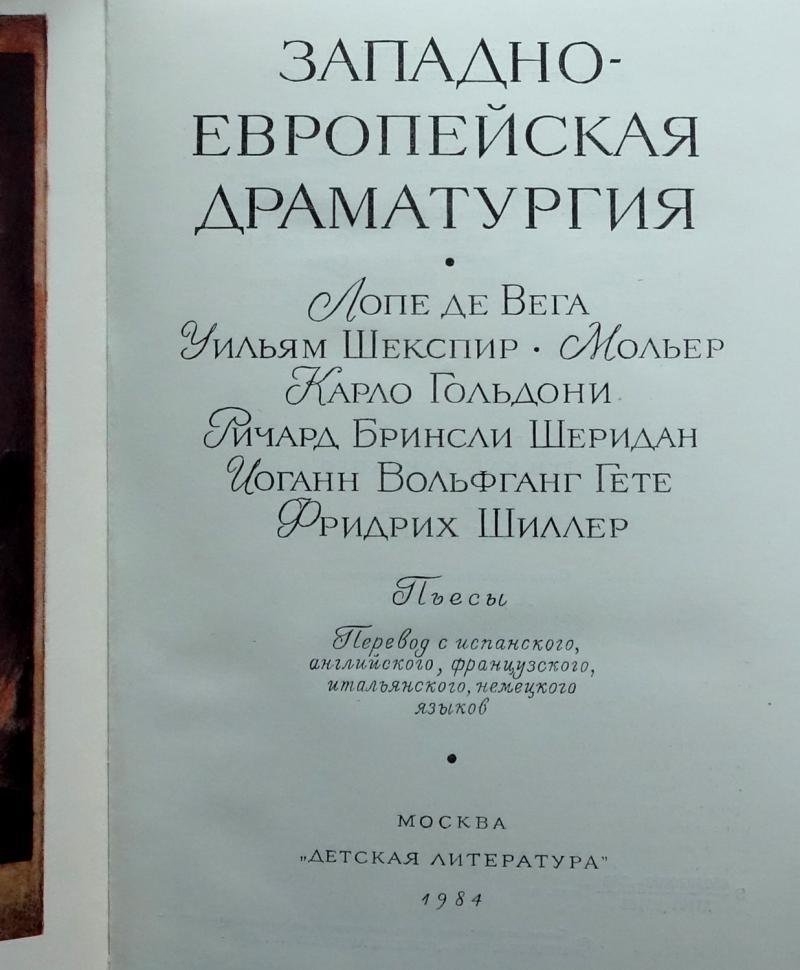 ЗАПАДНО-
ЕВРОПЕЙСКАЯ
ДРАМАТУРГИЯ
•
Лопе де Вега
Уильям Шекспир · Мольер
Карло Гольдони
Ричард Бринсли Шеридан
Иоганн Вольфганг Гете
Фридрих Шиллер
Пьесы
Перевод с испанского,
английского, французского,
итальянского, немецкого
языков
•
МОСКВА
„ДЕТСКАЯ ЛИТЕРАТУРА"
1984